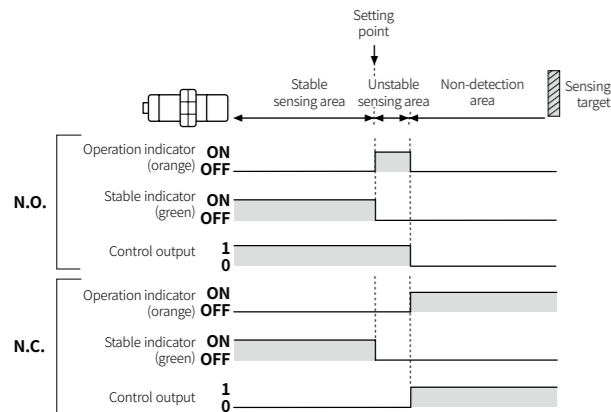 Setting
point
Stable
sensing area
Unstable
sensing area
Non-detection
area
Sensing
target
N.O.
Operation indicator
(orange)
ON
OFF
Stable indicator
(green)
ON
OFF
Control output
1
0
N.C.
Operation indicator
(orange)
ON
OFF
Stable indicator
(green)
ON
OFF
Control output
1
0